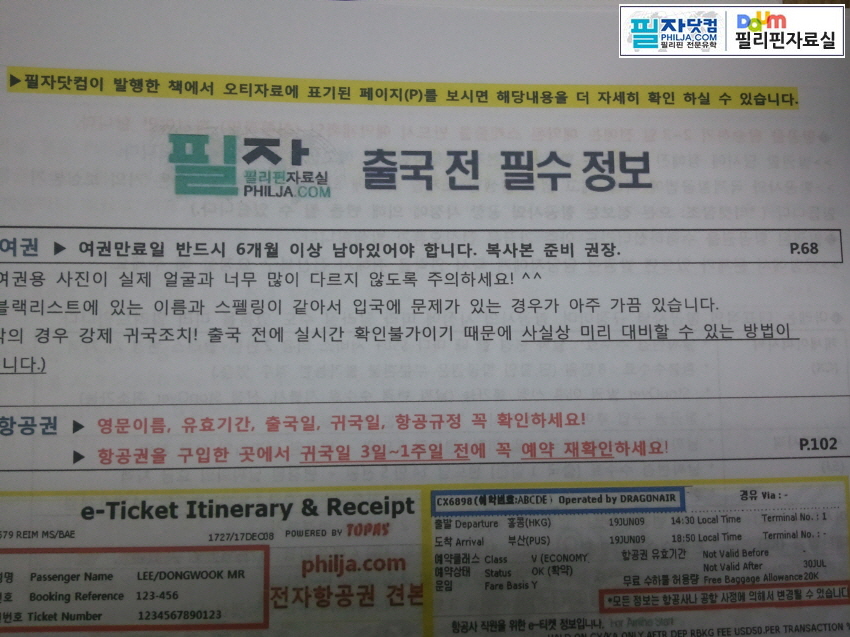 필자닷컴
PHILJA.COM
필리핀 전문유학
Daum
필리핀자료실
▶필자닷컴이 발행한 책에서 오티자료에 표기된 페이지(P)를 보시면 해당내용을 더 자세히 확인 하실 수 있습니다.
필자
필리핀자료실
PHILJA.COM
출국 전 필수 정보
여권 ▶ 여권만료일 반드시 6개월 이상 남아있어야 합니다. 복사본 준비 권장. P.68
여권용 사진이 실제 얼굴과 너무 많이 다르지 않도록 주의하세요! ^^
블랙리스트에 있는 이름과 스펠링이 같아서 입국에 문제가 있는 경우가 아주 가끔 있습니다.
의 경우 강제 귀국조치! 출국 전에 실시간 확인불가이기 때문에 사실상 미리 대비할 수 있는 방법이
니다.)
항공권 ▶ 영문이름, 유효기간, 출국일, 귀국일, 항공규정 꼭 확인하세요!
▶ 항공권을 구입한 곳에서 귀국일 3일~1주일 전에 꼭 예약 재확인하세요! P.102
e-Ticket Itinerary & Receipt
579 REIM MS/BAE 1727/17DEC08 POWERED BY TOPAS
philja.com
전자항공권 견본
Passenger Name LEE/DONGWOOK MR
Booking Reference 123-456
Ticket Number 1234567890123
CX6898(예약번호:ABCDE) Operated by DRAGONAIR 경유 Via : -
출발 Departure 홍콩(HKG) 19JUN09 14:30 Local Time Terminal No. : 1
도착 Arrival 부산(PUS) 19JUN09 18:50 Local Time Terminal No. : -
예약클래스 Class V (ECONOMY) 항공권 유효기간 Not Valid Before -
예약상태 Status OK (확약) Not Valid After 30JUL
운임 Fare Basis Y 무료 수하물 허용량 Free Baggage Allowance 20K
*모든 정보는 항공사나 공항 사정에 의해서 변경될 수 있습니다
항공사 직원을 위한 e-티켓 정보입니다.